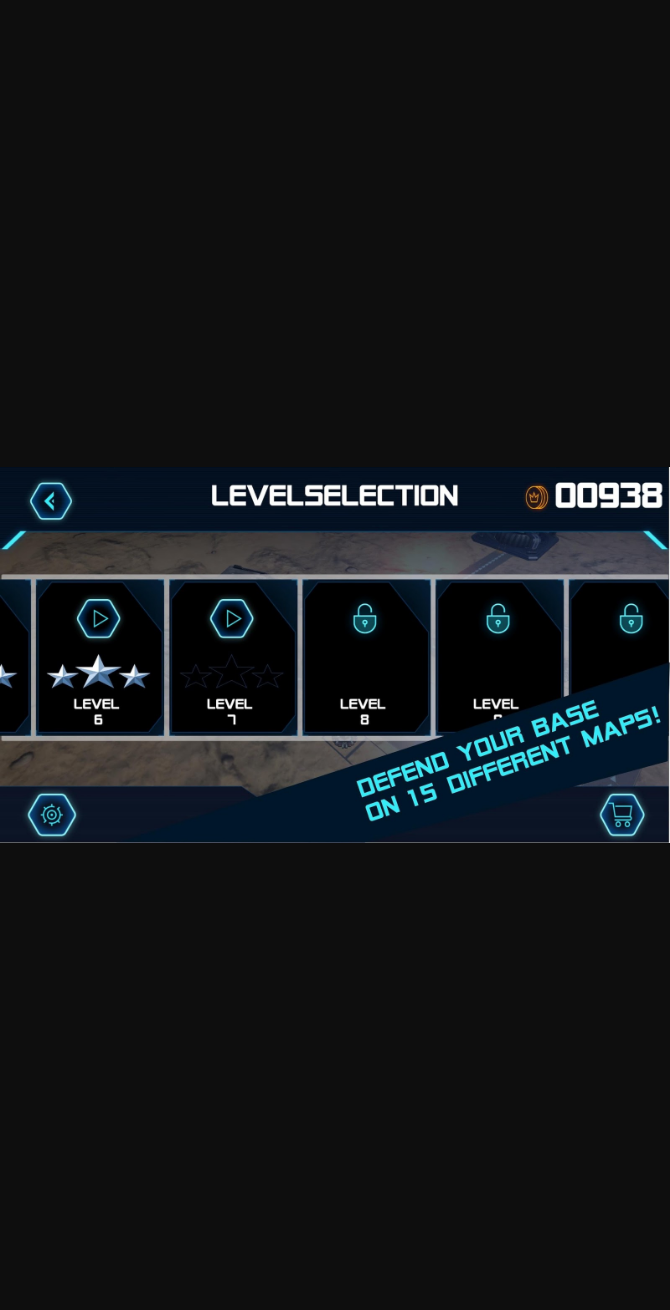 LEVELSELECTION
00938
LEVEL
6
LEVEL
7
LEVEL
8
LEVEL
DEFEND YOUR BASE
ON 15 DIFFERENT MAPS!